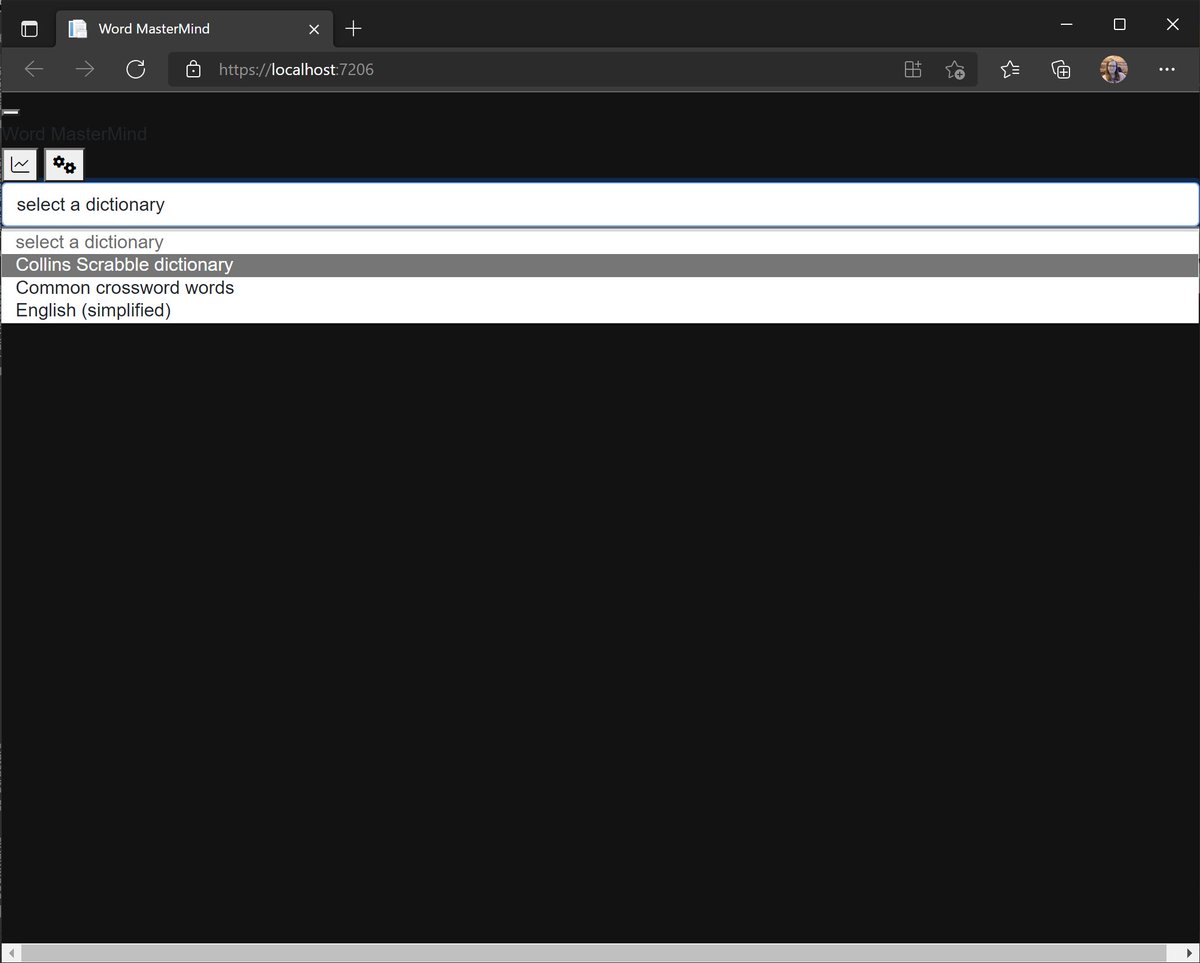 Word MasterMind
https://localhost:7206
Word MasterMind
select a dictionary
select a dictionary
Collins Scrabble dictionary
Common crossword words
English (simplified)